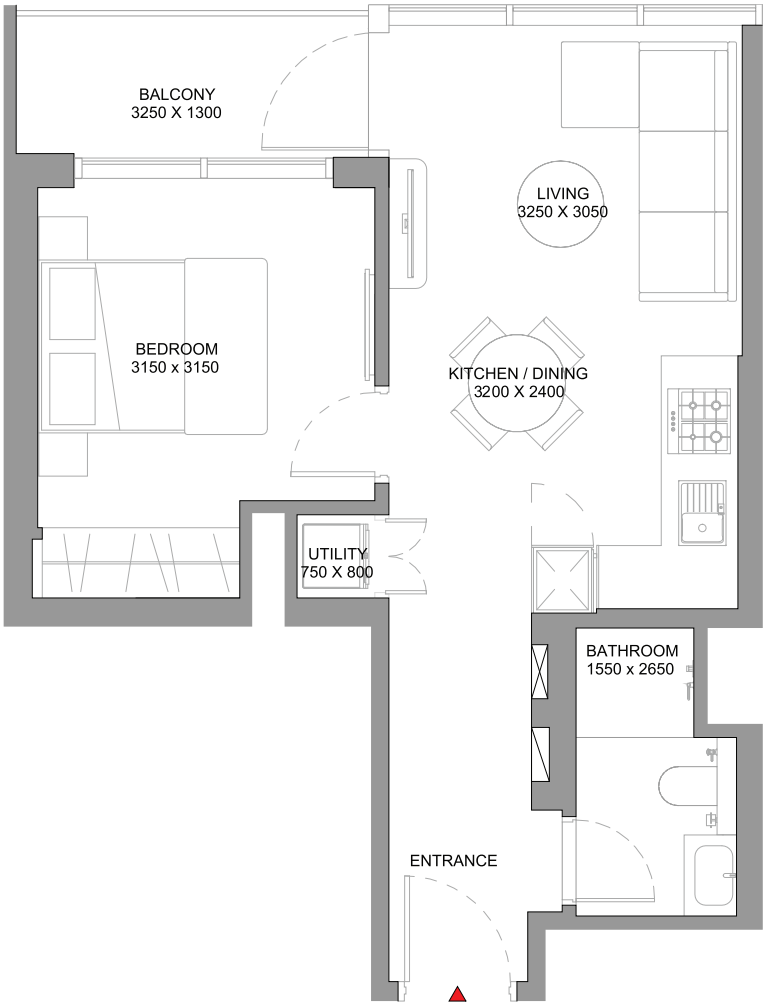 BALCONY
3250 X 1300
LIVING
3250 X 3050
BEDROOM
3150 x 3150
KITCHEN / DINING
3200 X 2400
UTILITY
750 X 800
BATHROOM
1550 x 2650
ENTRANCE